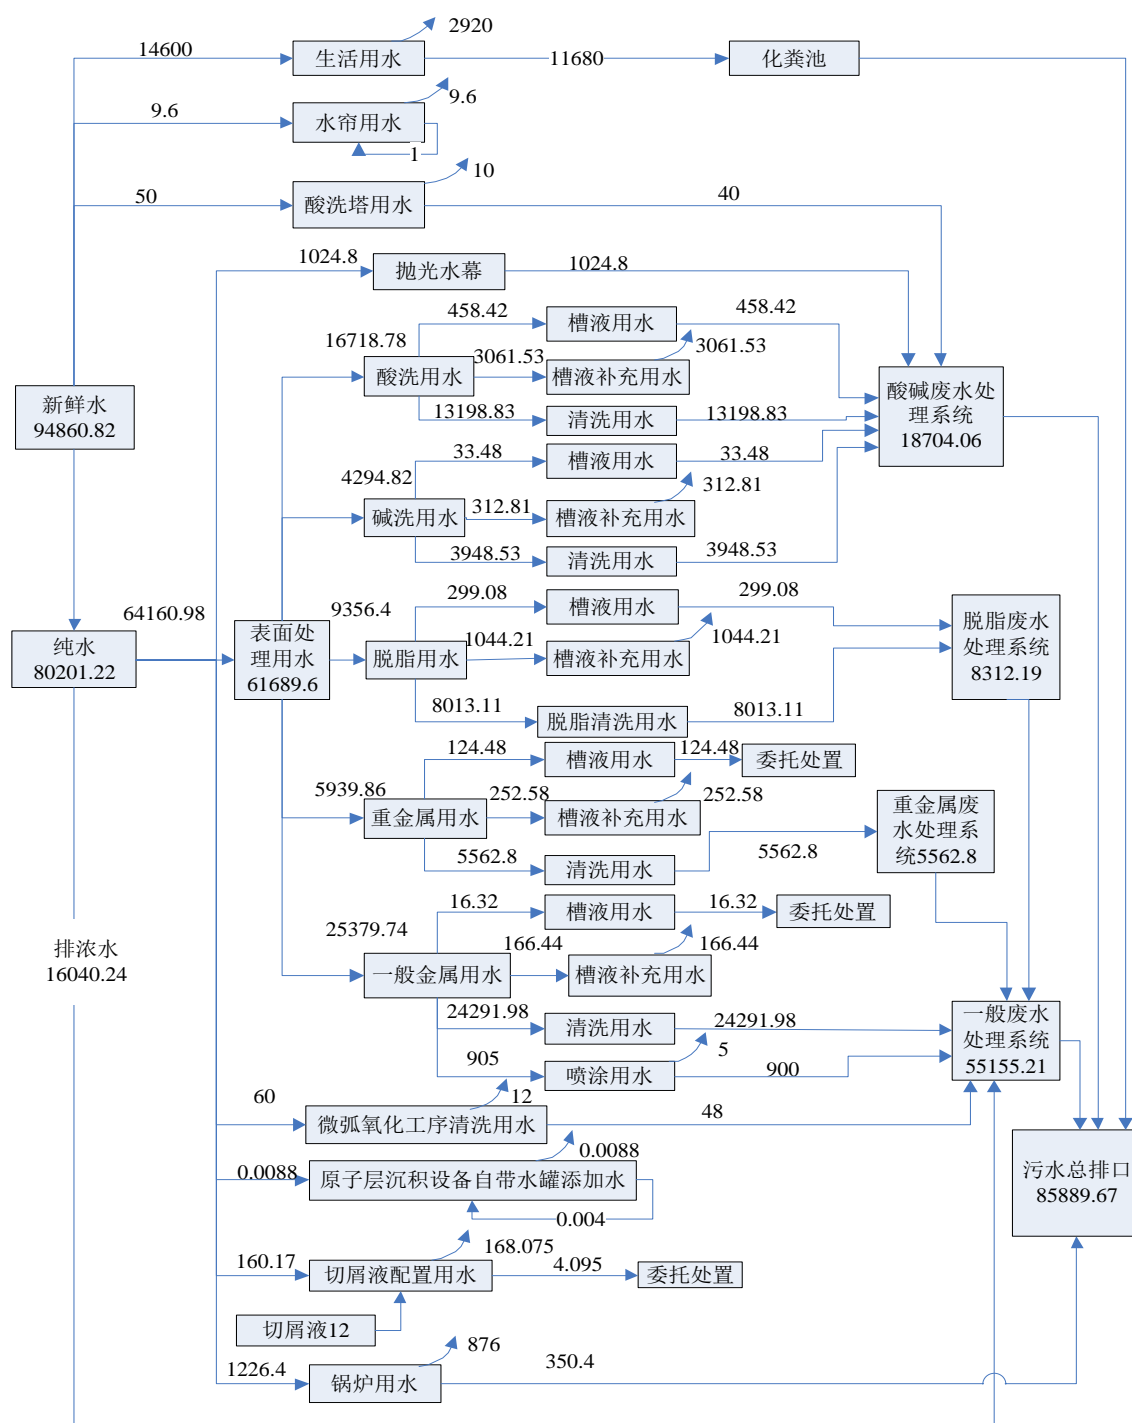 14600
生活用水
2920
11680
化粪池
9.6
水帘用水
9.6
1
50
酸洗塔用水
10
40
1024.8
抛光水幕
1024.8
新鲜水
94860.82
纯水
80201.22
64160.98
表面处
理用水
61689.6
16718.78
酸洗用水
458.42
槽液用水
458.42
3061.53
槽液补充用水
3061.53
13198.83
清洗用水
13198.83
酸碱废水处
理系统
18704.06
4294.82
碱洗用水
33.48
槽液用水
33.48
312.81
槽液补充用水
312.81
3948.53
清洗用水
3948.53
9356.4
脱脂用水
299.08
槽液用水
299.08
1044.21
槽液补充用水
1044.21
8013.11
脱脂清洗用水
8013.11
脱脂废水
处理系统
8312.19
5939.86
重金属用水
124.48
槽液用水
124.48
委托处置
252.58
槽液补充用水
252.58
5562.8
清洗用水
5562.8
重金属废
水处理系
统5562.8
25379.74
一般金属用水
16.32
槽液用水
16.32
委托处置
166.44
槽液补充用水
166.44
24291.98
清洗用水
24291.98
905
喷涂用水
5
900
一般废水
处理系统
55155.21
排浓水
16040.24
60
微弧氧化工序清洗用水
12
48
0.0088
原子层沉积设备自带水罐添加水
0.0088
0.004
160.17
切屑液配置用水
168.075
4.095
委托处置
切屑液12
1226.4
锅炉用水
876
350.4
污水总排口
85889.67